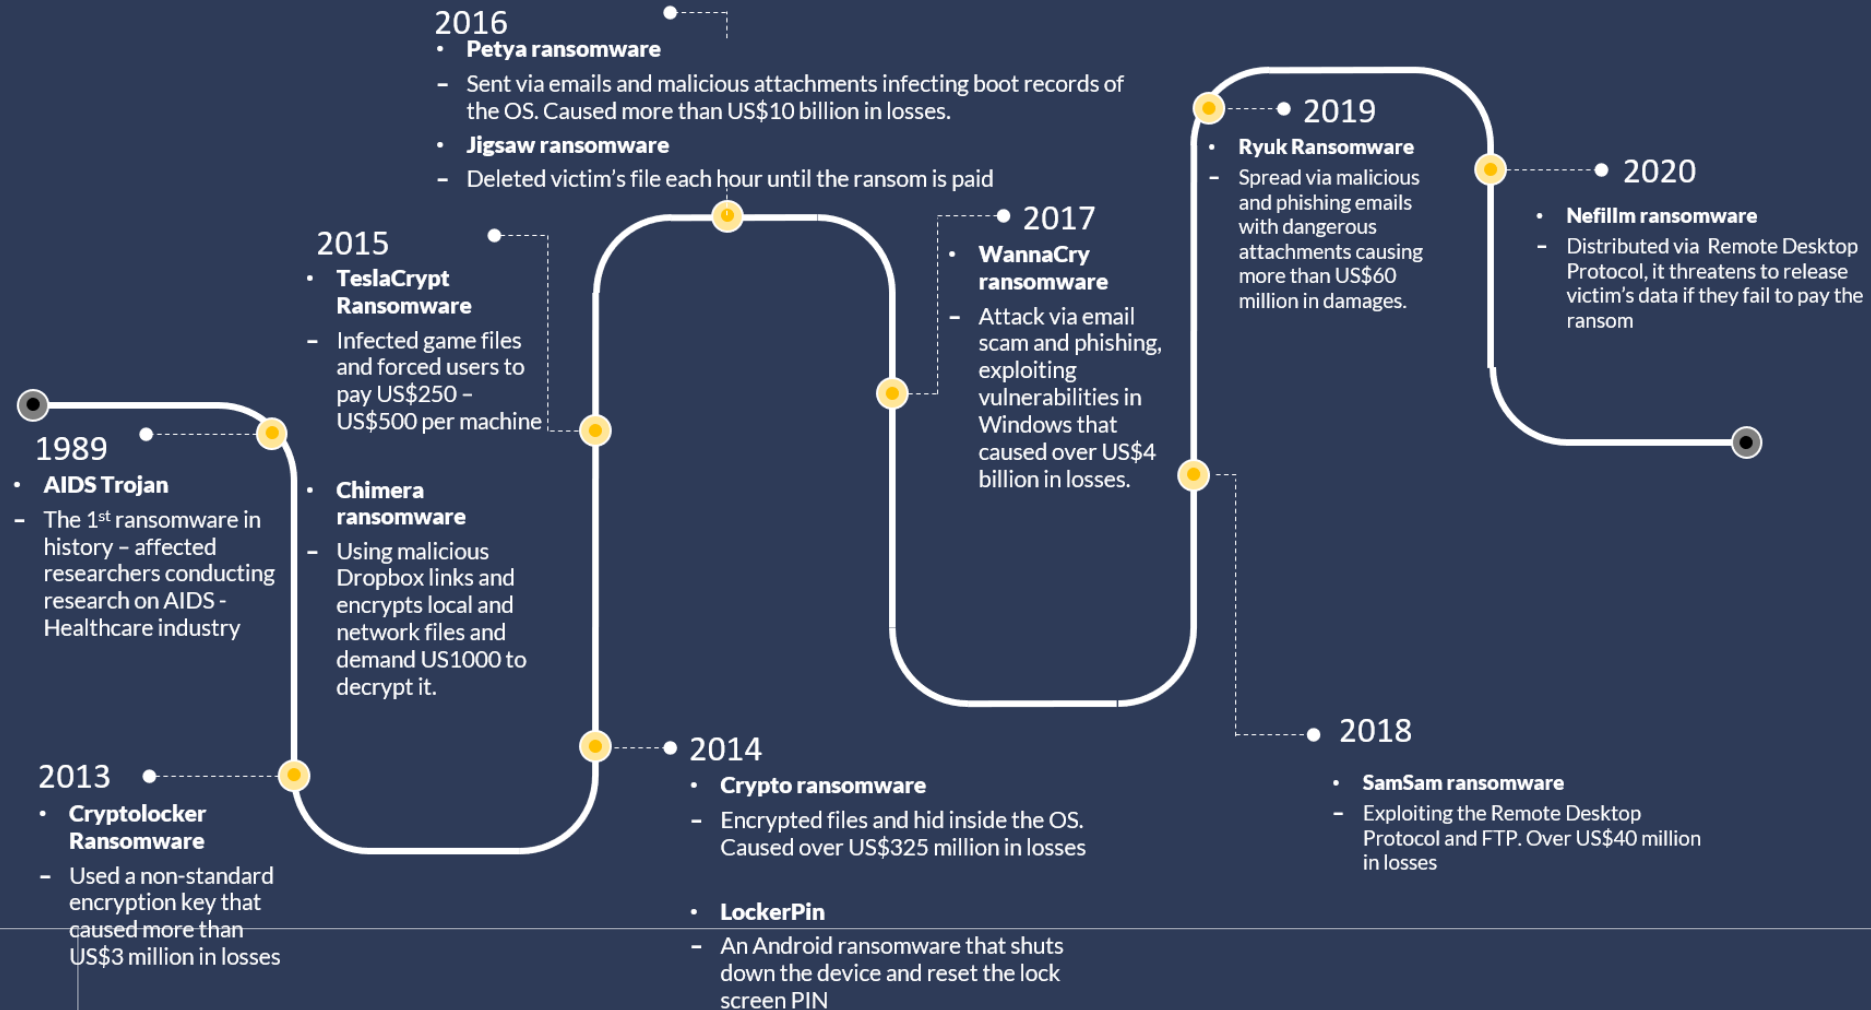 1989
• AIDS Trojan
– The 1st ransomware in
history – affected
researchers conducting
research on AIDS -
Healthcare industry
2013
• Cryptolocker
Ransomware
– Used a non-standard
encryption key that
caused more than
US$3 million in losses
2014
• Crypto ransomware
– Encrypted files and hid inside the OS.
Caused over US$325 million in losses
• LockerPin
– An Android ransomware that shuts
down the device and reset the lock
screen PIN
2015
• TeslaCrypt
Ransomware
– Infected game files
and forced users to
pay US$250 –
US$500 per machine
• Chimera
ransomware
– Using malicious
Dropbox links and
encrypts local and
network files and
demand US1000 to
decrypt it.
2016
• Petya ransomware
– Sent via emails and malicious attachments infecting boot records of
the OS. Caused more than US$10 billion in losses.
• Jigsaw ransomware
– Deleted victim's file each hour until the ransom is paid
2017
• WannaCry
ransomware
– Attack via email
scam and phishing,
exploiting
vulnerabilities in
Windows that
caused over US$4
billion in losses.
2018
• SamSam ransomware
– Exploiting the Remote Desktop
Protocol and FTP. Over US$40 million
in losses
2019
• Ryuk Ransomware
– Spread via malicious
and phishing emails
with dangerous
attachments causing
more than US$60
million in damages.
2020
• Nefillm ransomware
– Distributed via Remote Desktop
Protocol, it threatens to release
victim's data if they fail to pay the
ransom